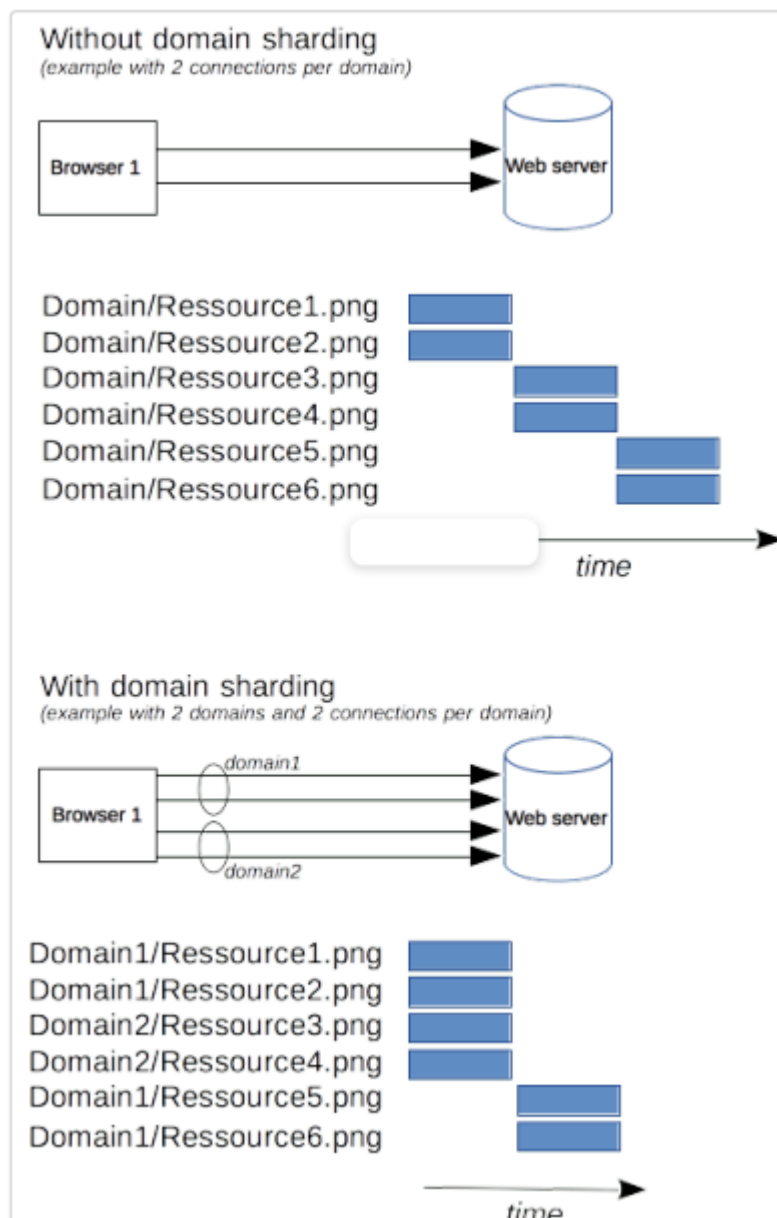 Without domain sharding
(example with 2 connections per domain)
Browser 1
Web server
Domain/Ressource1.png
Domain/Ressource2.png
Domain/Ressource3.png
Domain/Ressource4.png
Domain/Ressource5.png
Domain/Ressource6.png
time
With domain sharding
(example with 2 domains and 2 connections per domain)
domain1
Browser 1
Web server
domain2
Domain1/Ressource1.png
Domain1/Ressource2.png
Domain2/Ressource3.png
Domain2/Ressource4.png
Domain1/Ressource5.png
Domain1/Ressource6.png
time